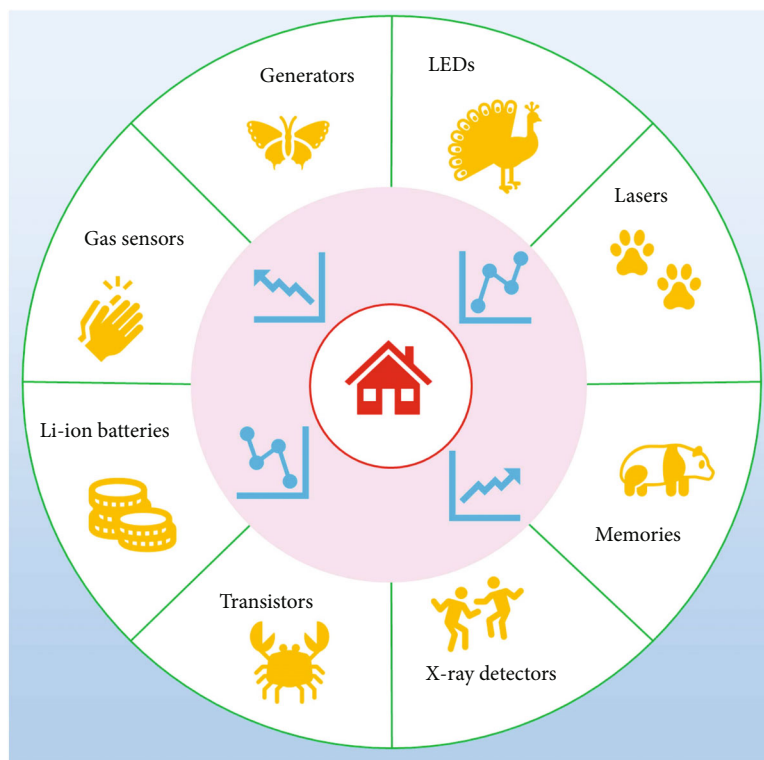 Generators
LEDs
Lasers
Gas sensors
Li-ion batteries
Memories
Transistors
X-ray detectors